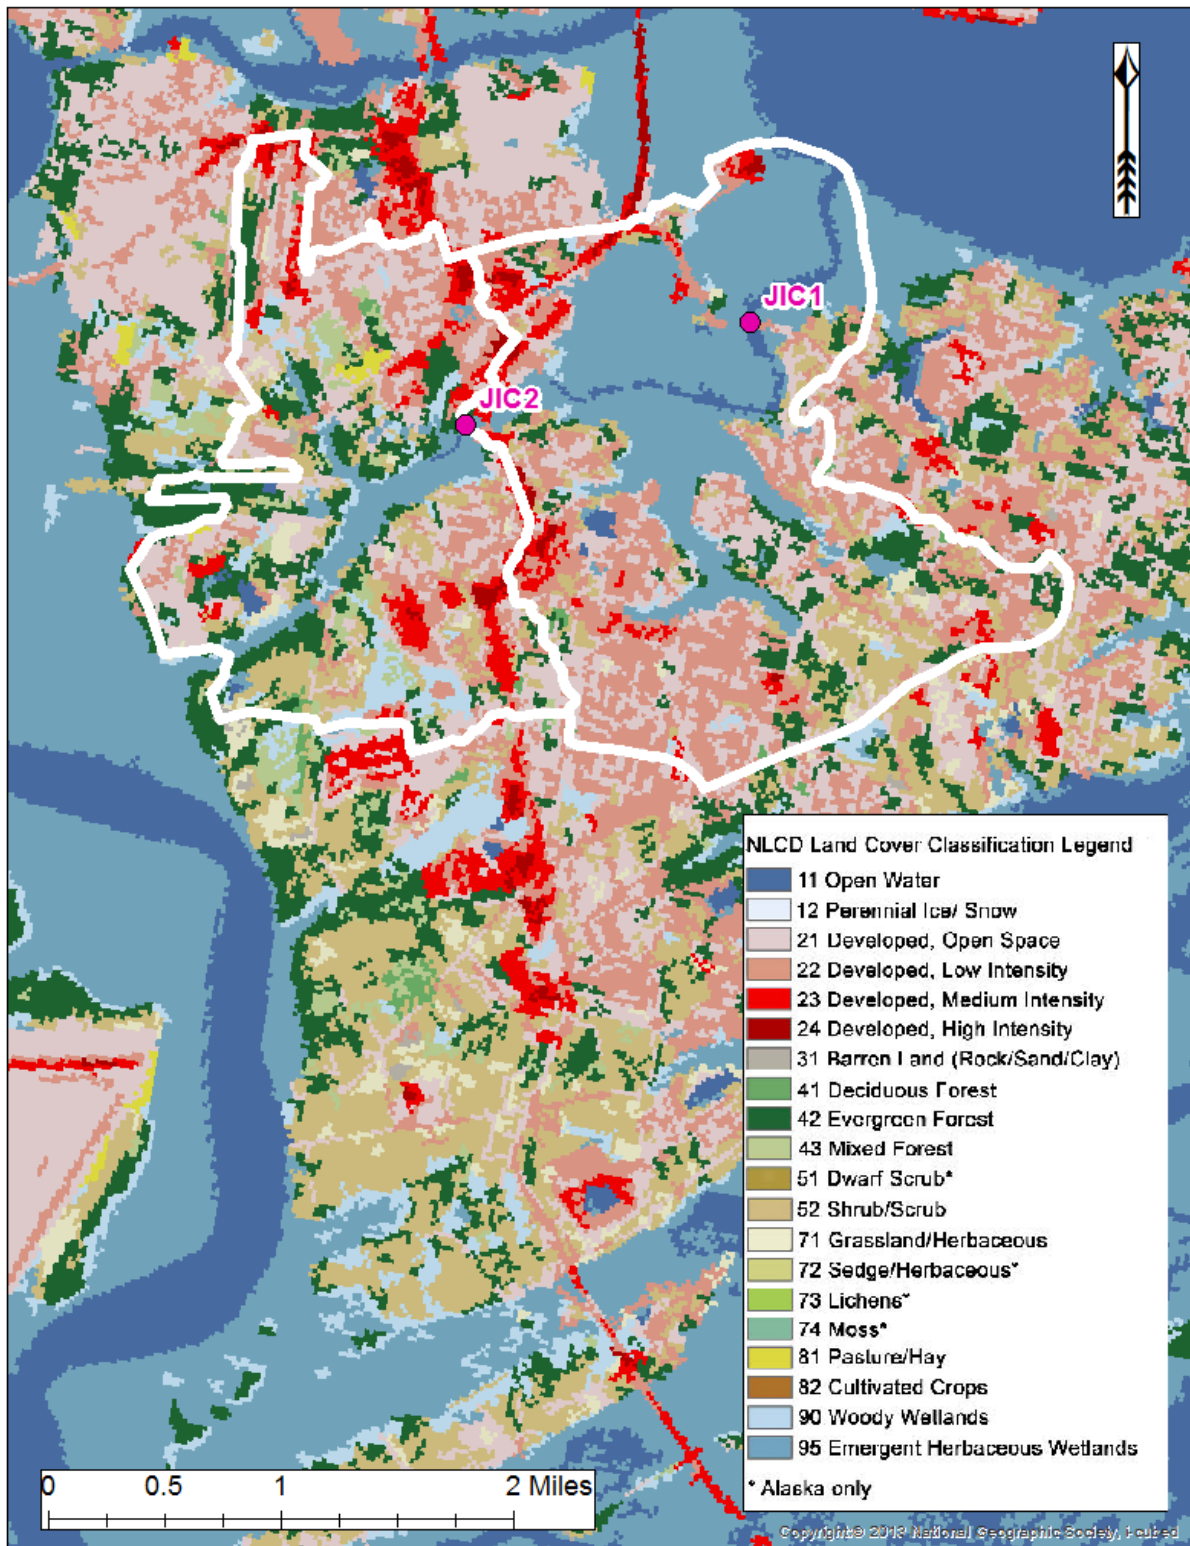 JIC1
JIC2
NLCD Land Cover Classification Legend
11 Open Water
12 Perennial Ice/ Snow
21 Developed, Open Space
22 Developed, Low Intensity
23 Developed, Medium Intensity
24 Developed, High Intensity
31 Barren Land (Rock/Sand/Clay)
41 Deciduous Forest
42 Evergreen Forest
43 Mixed Forest
51 Dwarf Scrub*
52 Shrub/Scrub
71 Grassland/Herbaceous
72 Sedge/Herbaceous*
73 Lichens*
74 Moss*
81 Pasture/Hay
82 Cultivated Crops
90 Woody Wetlands
95 Emergent Herbaceous Wetlands
* Alaska only
0 0.5 1 2 Miles
Copyright:© 2013 National Geographic Society, i-cubed